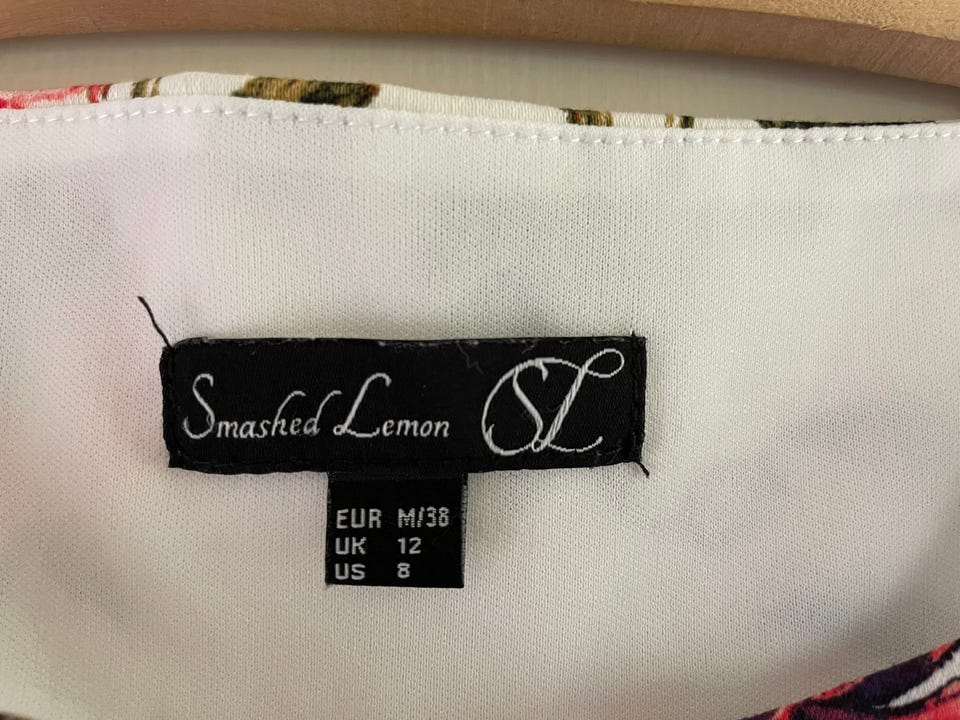 Smashed Lemon SL
EUR M/38
UK 12
US 8